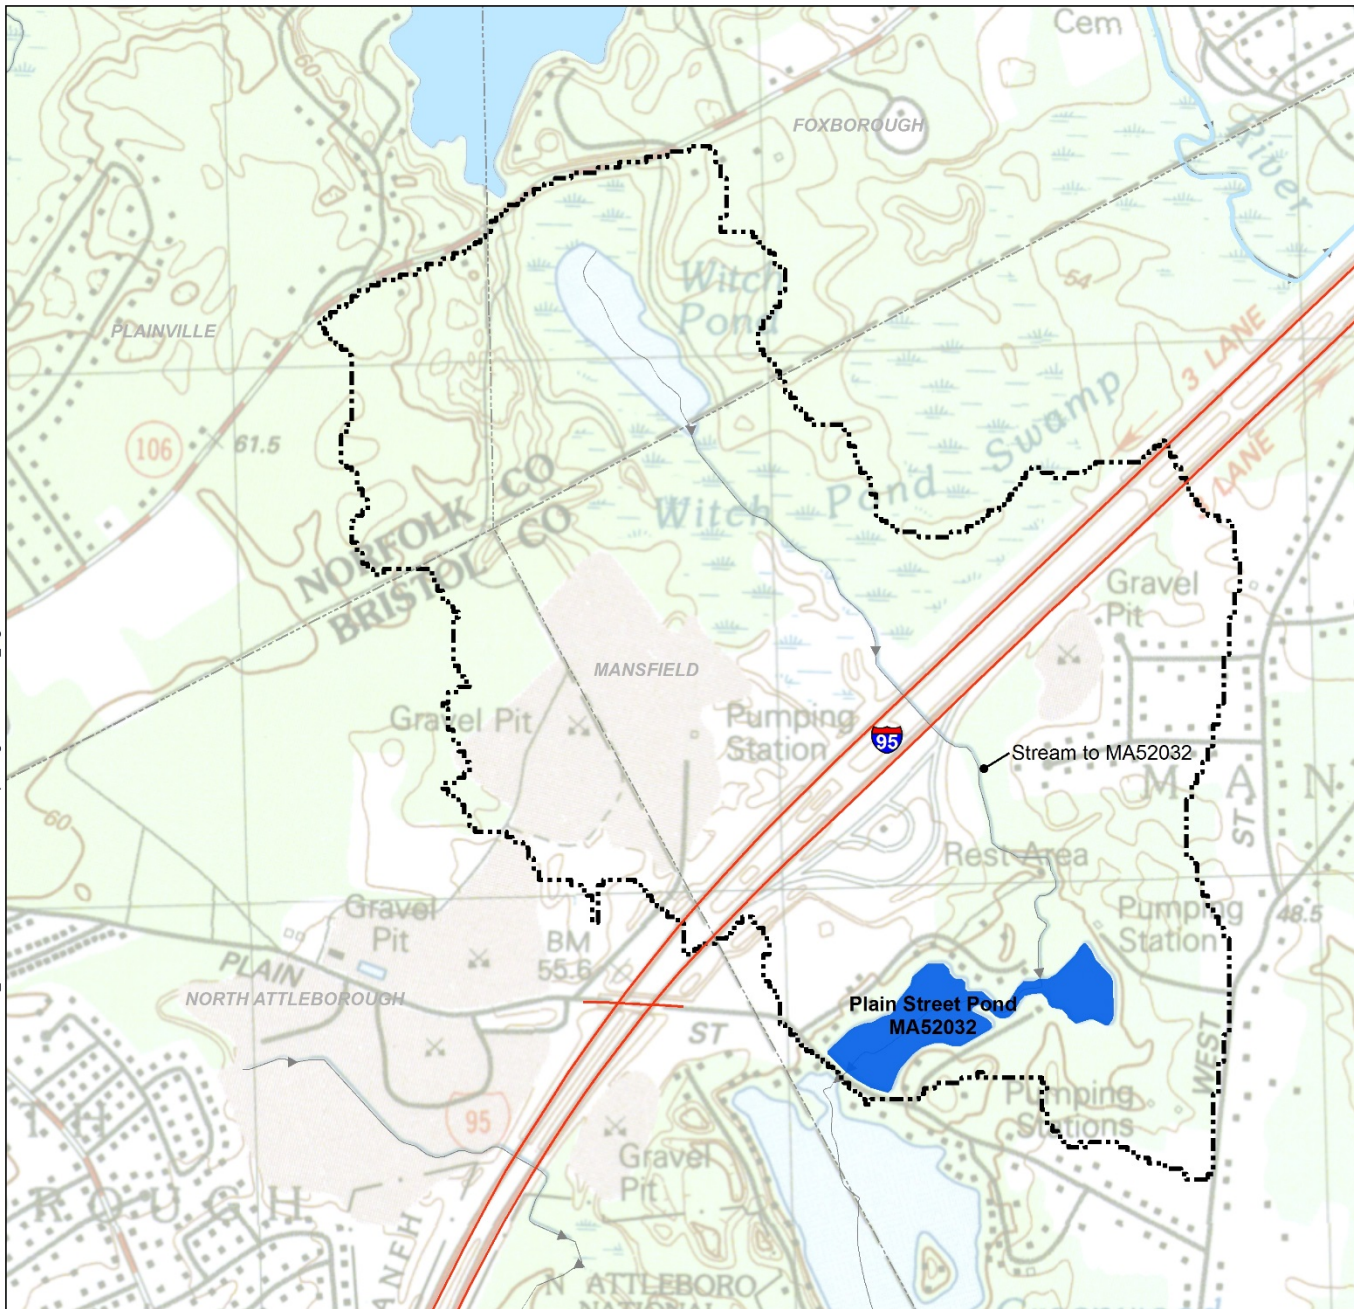 Cem
60
FOXBOROUGH
River
Witch
Pond
54
PLAINVILLE
3 LANE
LANE
106
61.5
Witch Pond Swamp
NORFOLK CO
BRISTOL CO
Gravel
Pit
MANSFIELD
Gravel Pit
Pumping
Station
95
Stream to MA52032
M A N
ST
60
Rest Area
Gravel
Pit
BM
55.6
Pumping
Station
48.5
PLAIN
NORTH ATTLEBOROUGH
Plain Street Pond
MA52032
ST
WEST
95
Pumping
Stations
T H
Gravel
Pit
R O U G H
N ATTLEBORO
NATIONAL